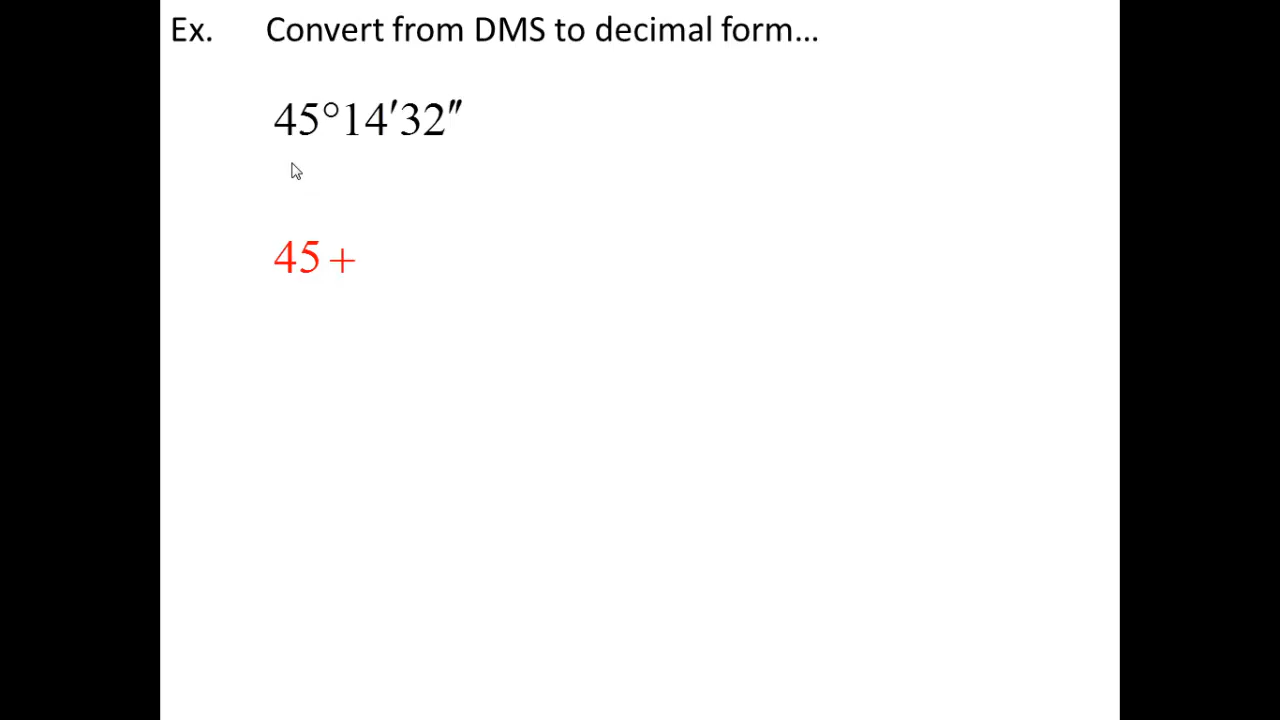 Ex. Convert from DMS to decimal form...
45°14′32″
45 +